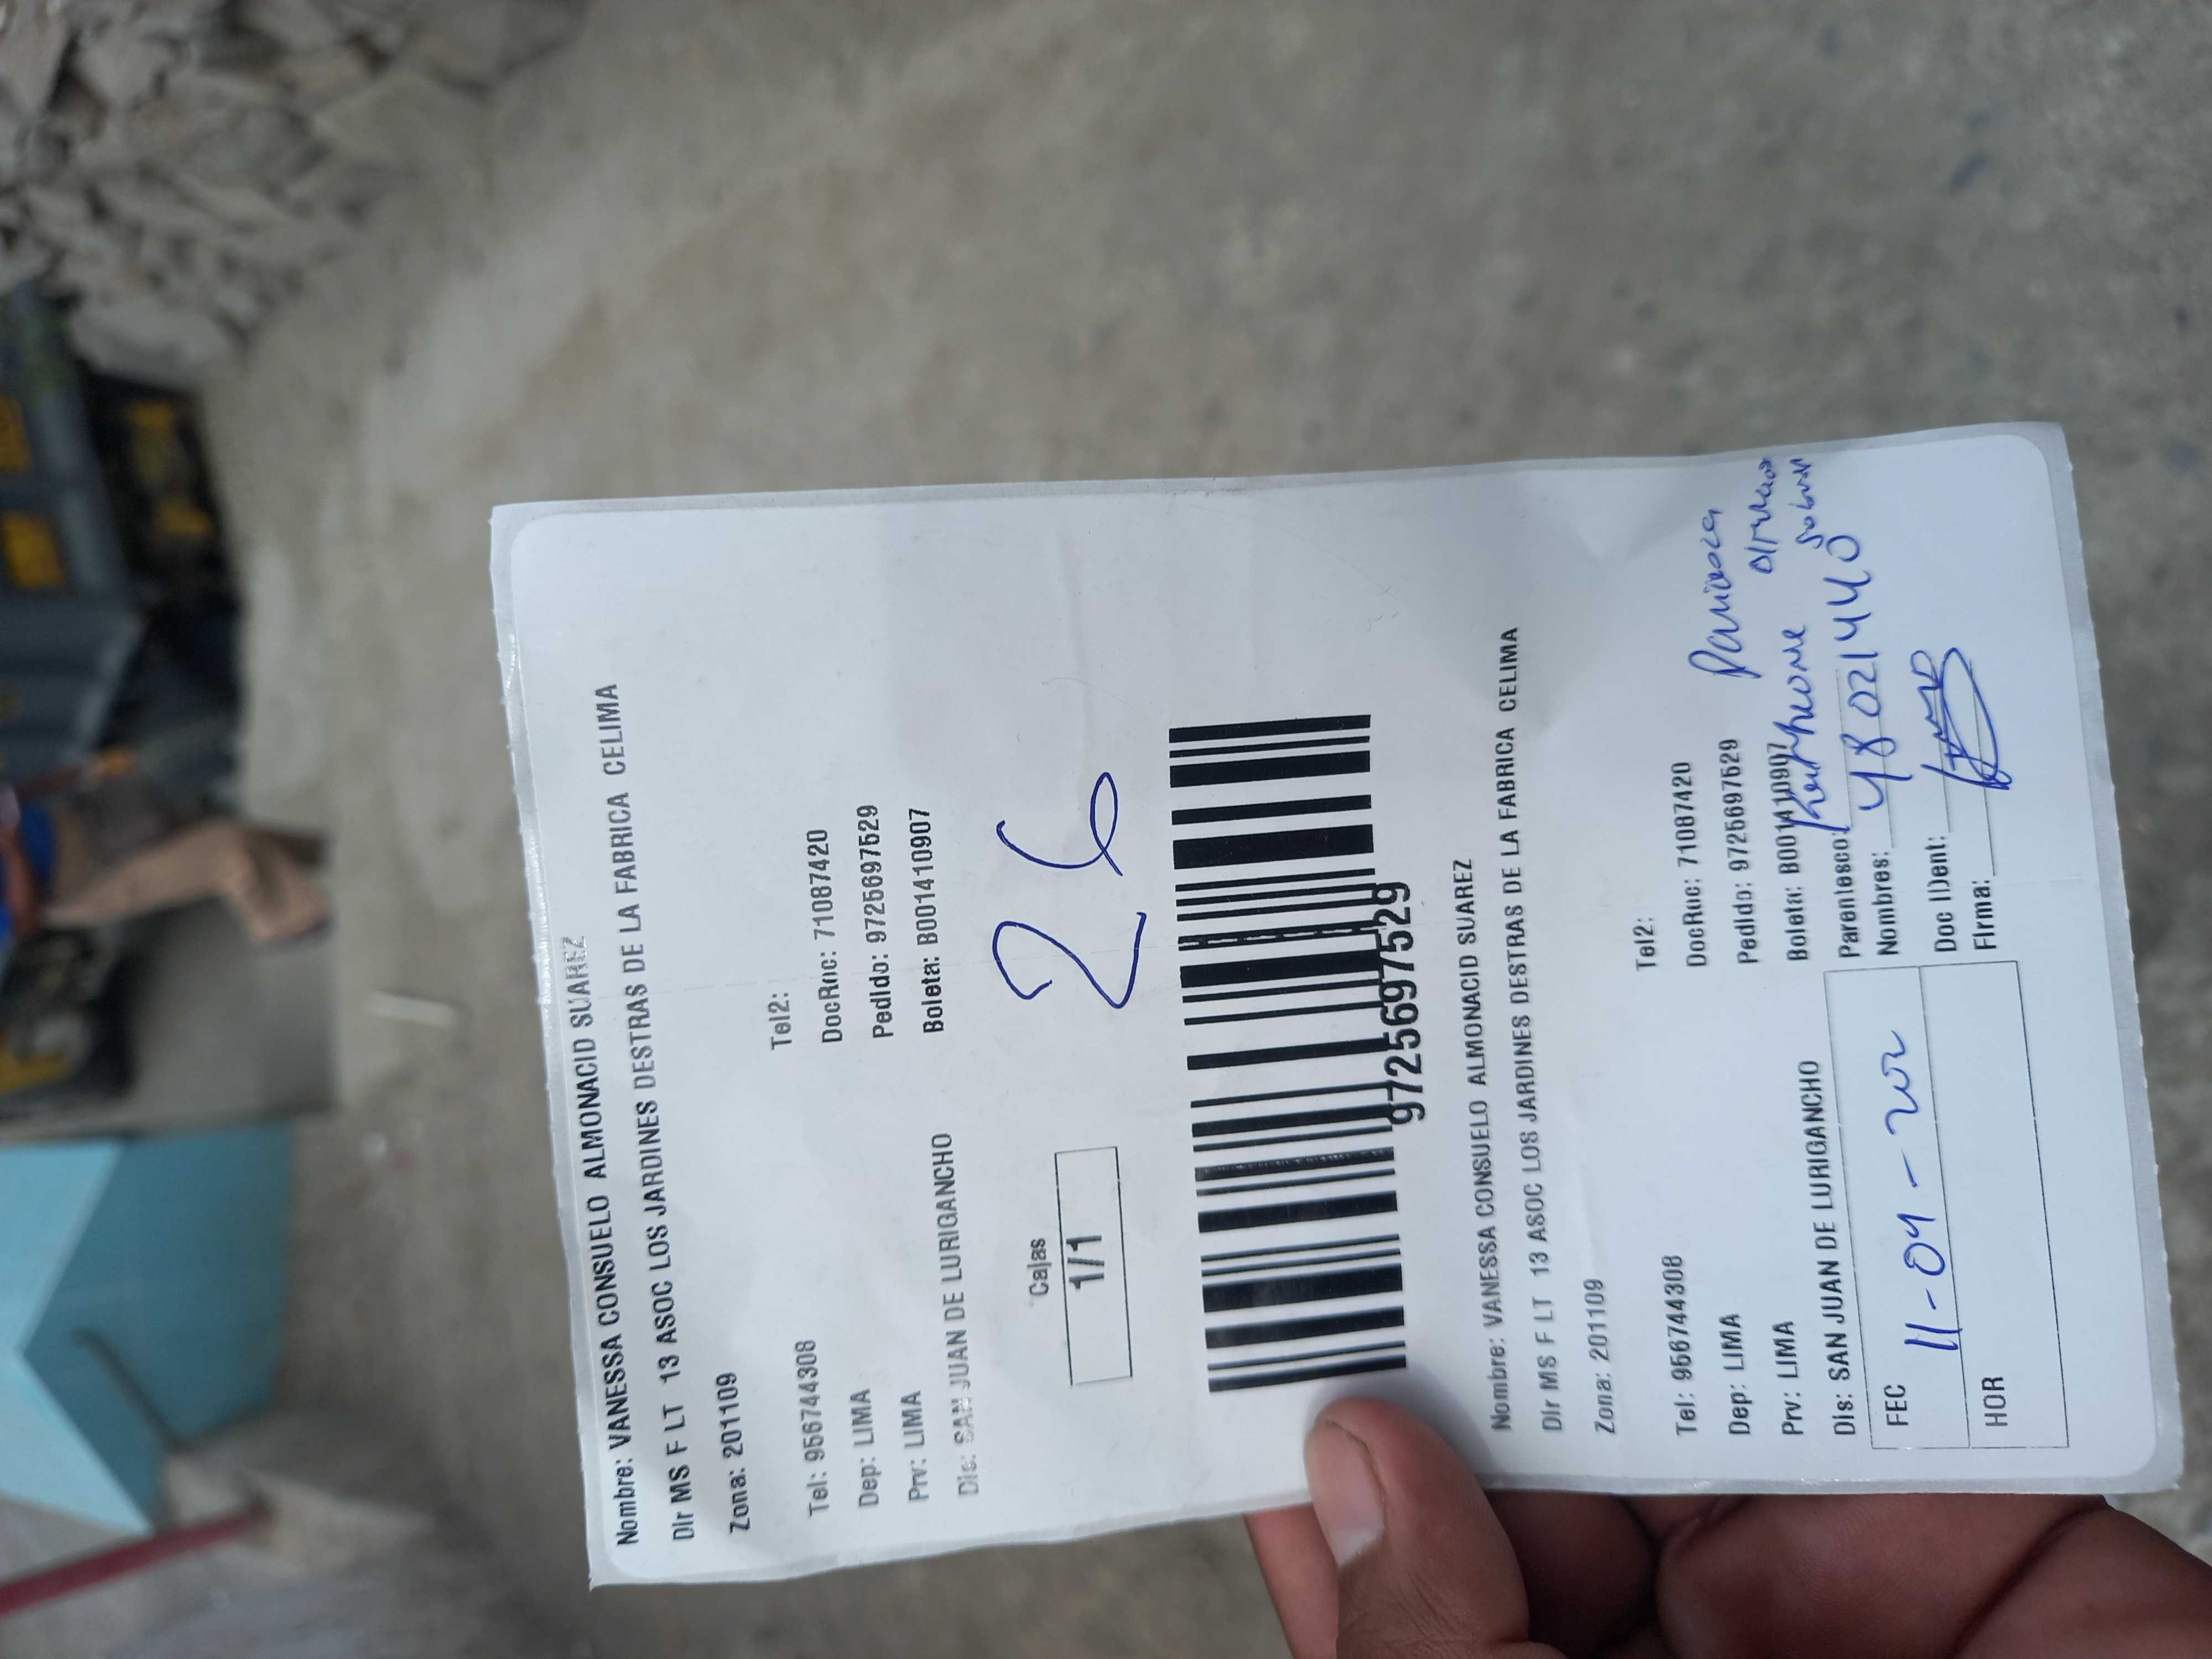 Nombre: VANESSA CONSUELO ALMONACID SUAREZ
Dir MS F LT 13 ASOC LOS JARDINES DESTRAS DE LA FABRICA CELIMA
Zona: 201109
Tel: 956744308 Tel2:
Dep: LIMA DocRuc: 71087420
Prv: LIMA Pedido: 9725697529
Dis: SAN JUAN DE LURIGANCHO Boleta: B001410907
Cajas
1/1
26
9725697529
Nombre: VANESSA CONSUELO ALMONACID SUAREZ
Dir MS F LT 13 ASOC LOS JARDINES DESTRAS DE LA FABRICA CELIMA
Zona: 201109
Tel: 956744308 Tel2:
Dep: LIMA DocRuc: 71087420
Prv: LIMA Pedido: 9725697529
Dis: SAN JUAN DE LURIGANCHO Boleta: B001410907
Parentesco:
FEC 11-04- Nombres: 48021440
Doc IDent:
HOR Firma: